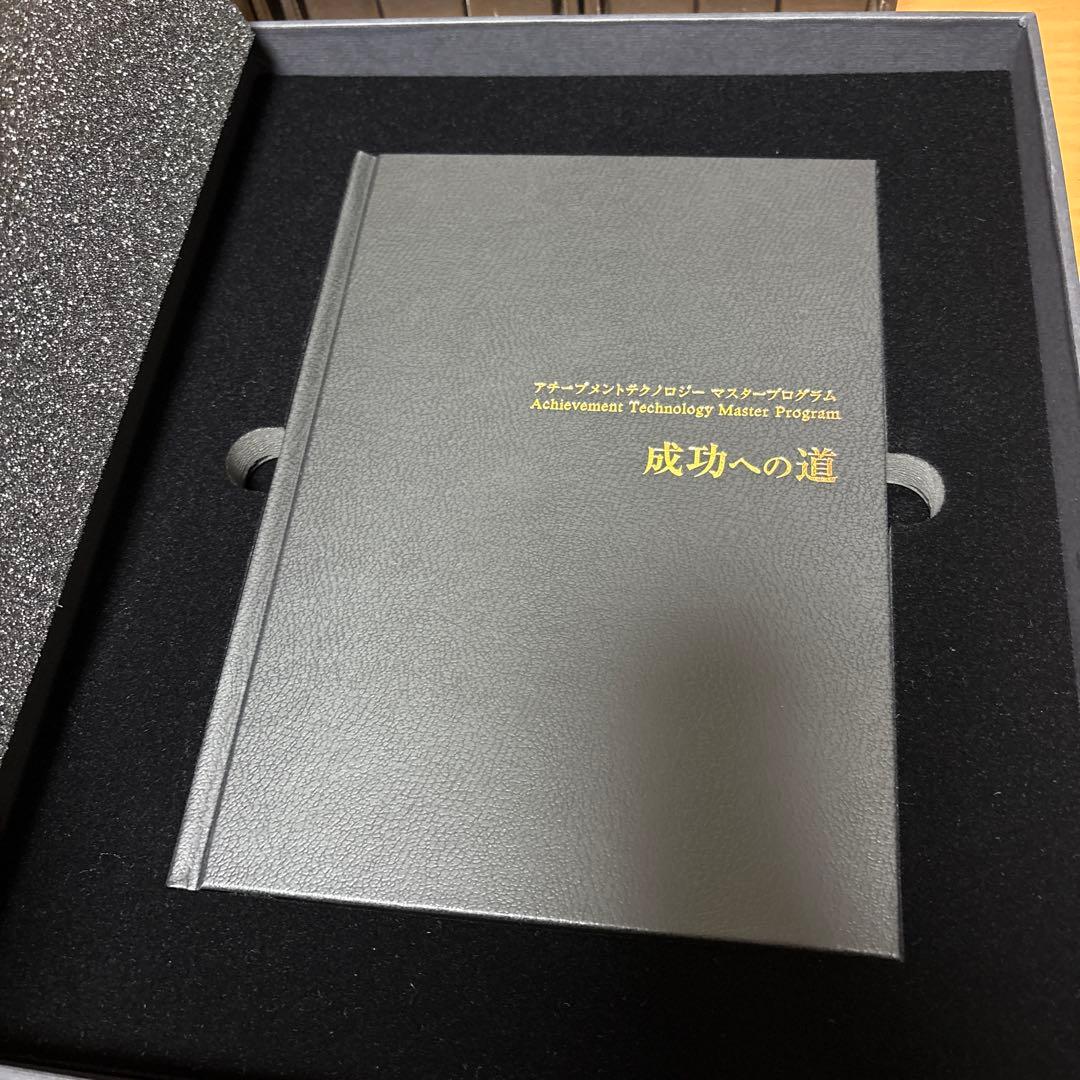 アチーブメントテクノロジー マスタープログラム
Achievement Technology Master Program
成功への道